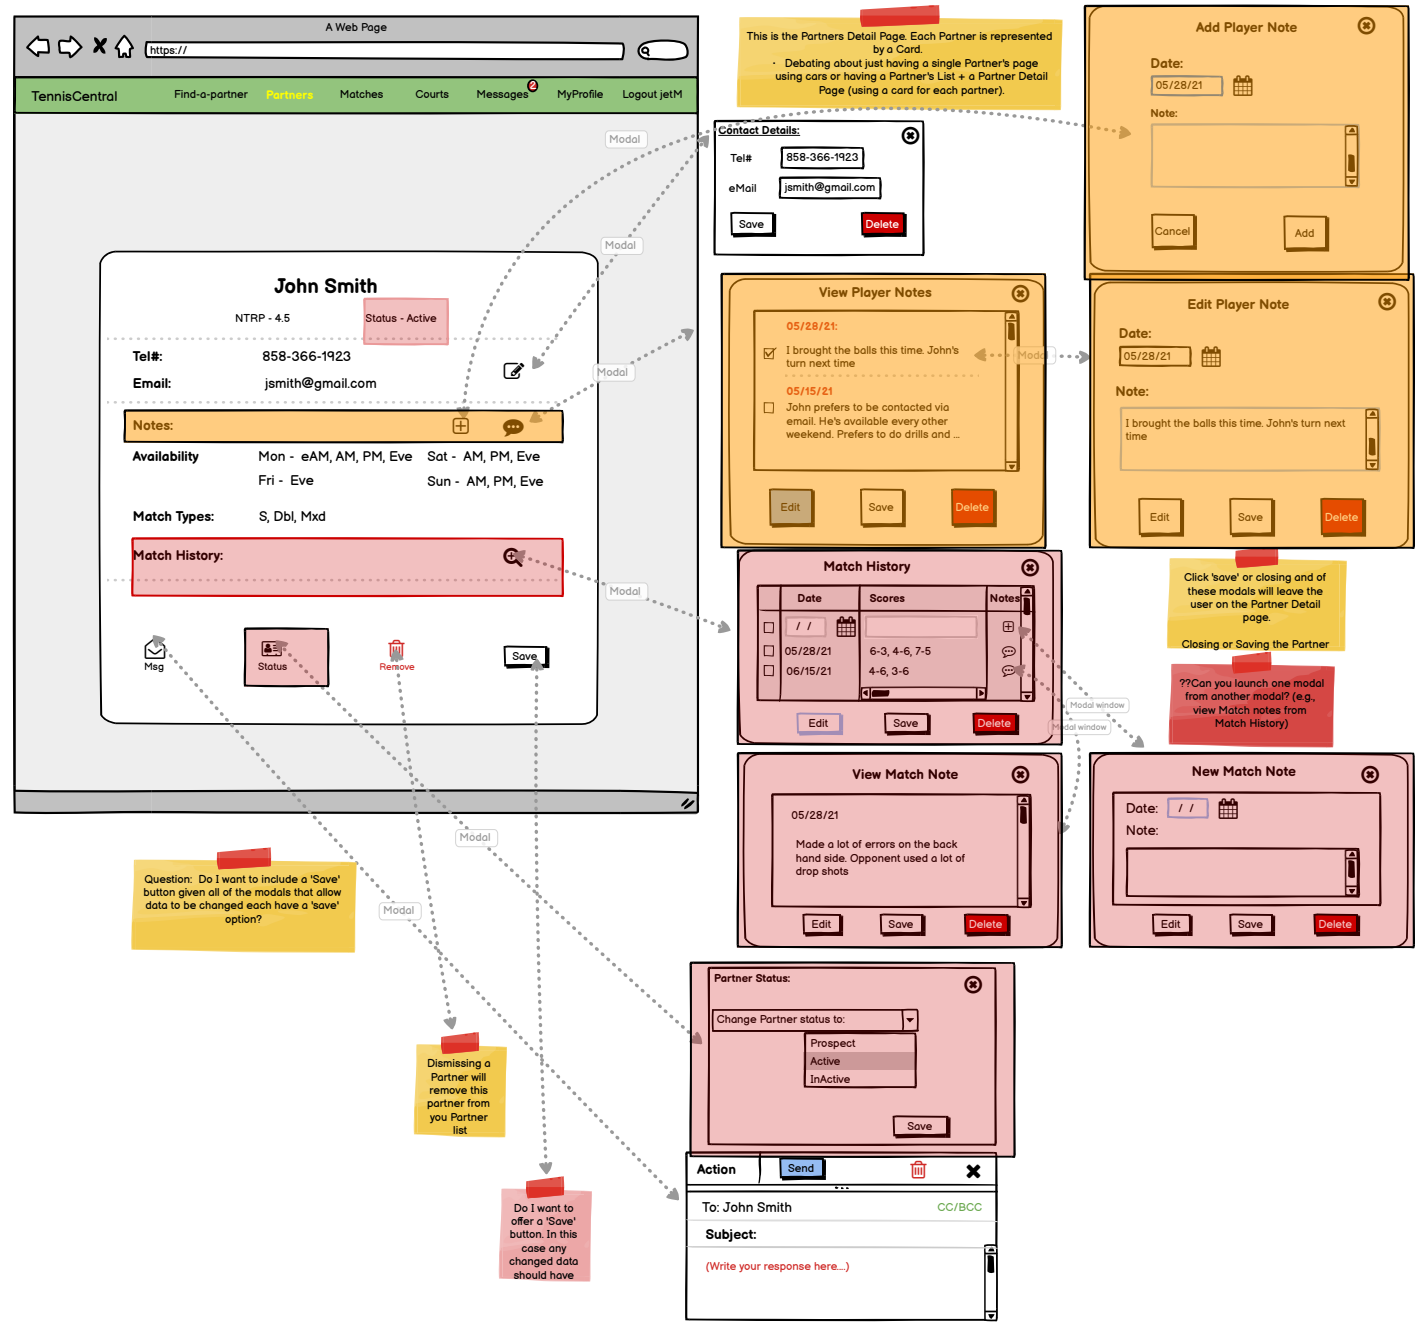 A Web Page
https://
TennisCentral
Find-a-partner
Partners
Matches
Courts
Messages
2
MyProfile
Logout jetM
John Smith
NTRP - 4.5
Status - Active
Tel#:
858-366-1923
Email:
jsmith@gmail.com
Notes:
Availability
Mon - eAM, AM, PM, Eve
Sat - AM, PM, Eve
Fri - Eve
Sun - AM, PM, Eve
Match Types:
S, Dbl, Mxd
Match History:
Msg
Status
Remove
Save
Modal
Modal
Modal
Modal
Modal
Modal
Question: Do I want to include a 'Save'
button given all of the modals that allow
data to be changed each have a 'save'
option?
Dismissing a
Partner will
remove this
partner from
you Partner
list
Do I want to
offer a 'Save'
button. In this
case any
changed data
should have
This is the Partners Detail Page. Each Partner is represented
by a Card.
· Debating about just having a single Partner's page
using cars or having a Partner's List + a Partner Detail
Page (using a card for each partner).
Contact Details:
Tel#
858-366-1923
eMail
jsmith@gmail.com
Save
Delete
Add Player Note
Date:
05/28/21
Note:
Cancel
Add
View Player Notes
05/28/21:
I brought the balls this time. John's
turn next time
05/15/21
John prefers to be contacted via
email. He's available every other
weekend. Prefers to do drills and ...
Edit
Save
Delete
Modal
Edit Player Note
Date:
05/28/21
Note:
I brought the balls this time. John's turn next
time
Edit
Save
Delete
Match History
Date
Scores
Notes
/ /
05/28/21
6-3, 4-6, 7-5
06/15/21
4-6, 3-6
Edit
Save
Delete
Click 'save' or closing and of
these modals will leave the
user on the Partner Detail
page.
Closing or Saving the Partner
??Can you launch one modal
from another modal? (e.g.,
view Match notes from
Match History)
Modal window
Modal window
View Match Note
05/28/21
Made a lot of errors on the back
hand side. Opponent used a lot of
drop shots
Edit
Save
Delete
New Match Note
Date:
/ /
Note:
Edit
Save
Delete
Partner Status:
Change Partner status to:
Prospect
Active
InActive
Save
Action
Send
To: John Smith
CC/BCC
Subject:
(Write your response here....)